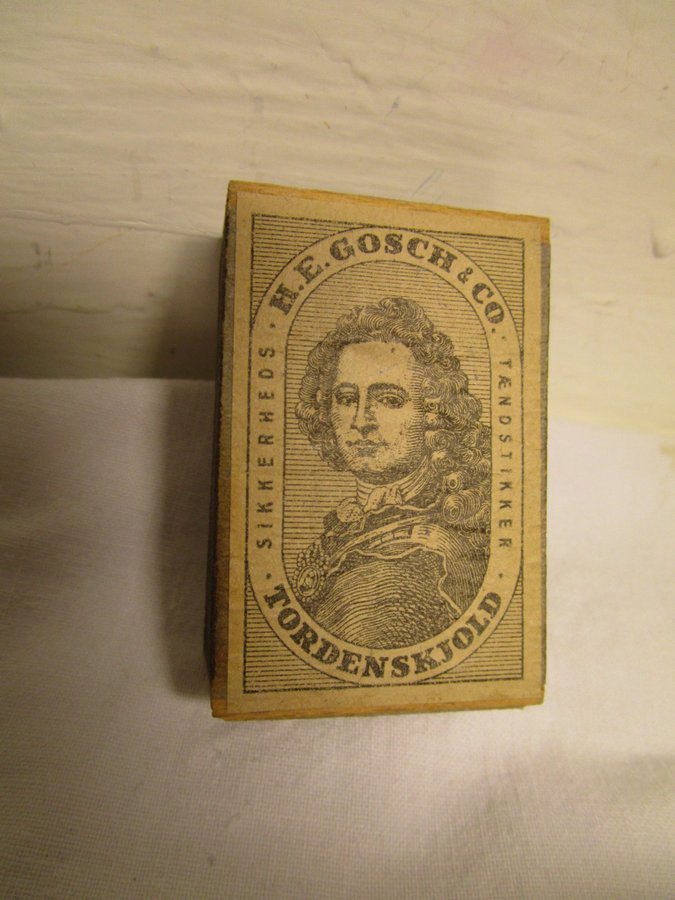 H.E. GOSCH & CO.
SIKKERHEDS
TÆNDSTIKKER
TORDENSKJOLD